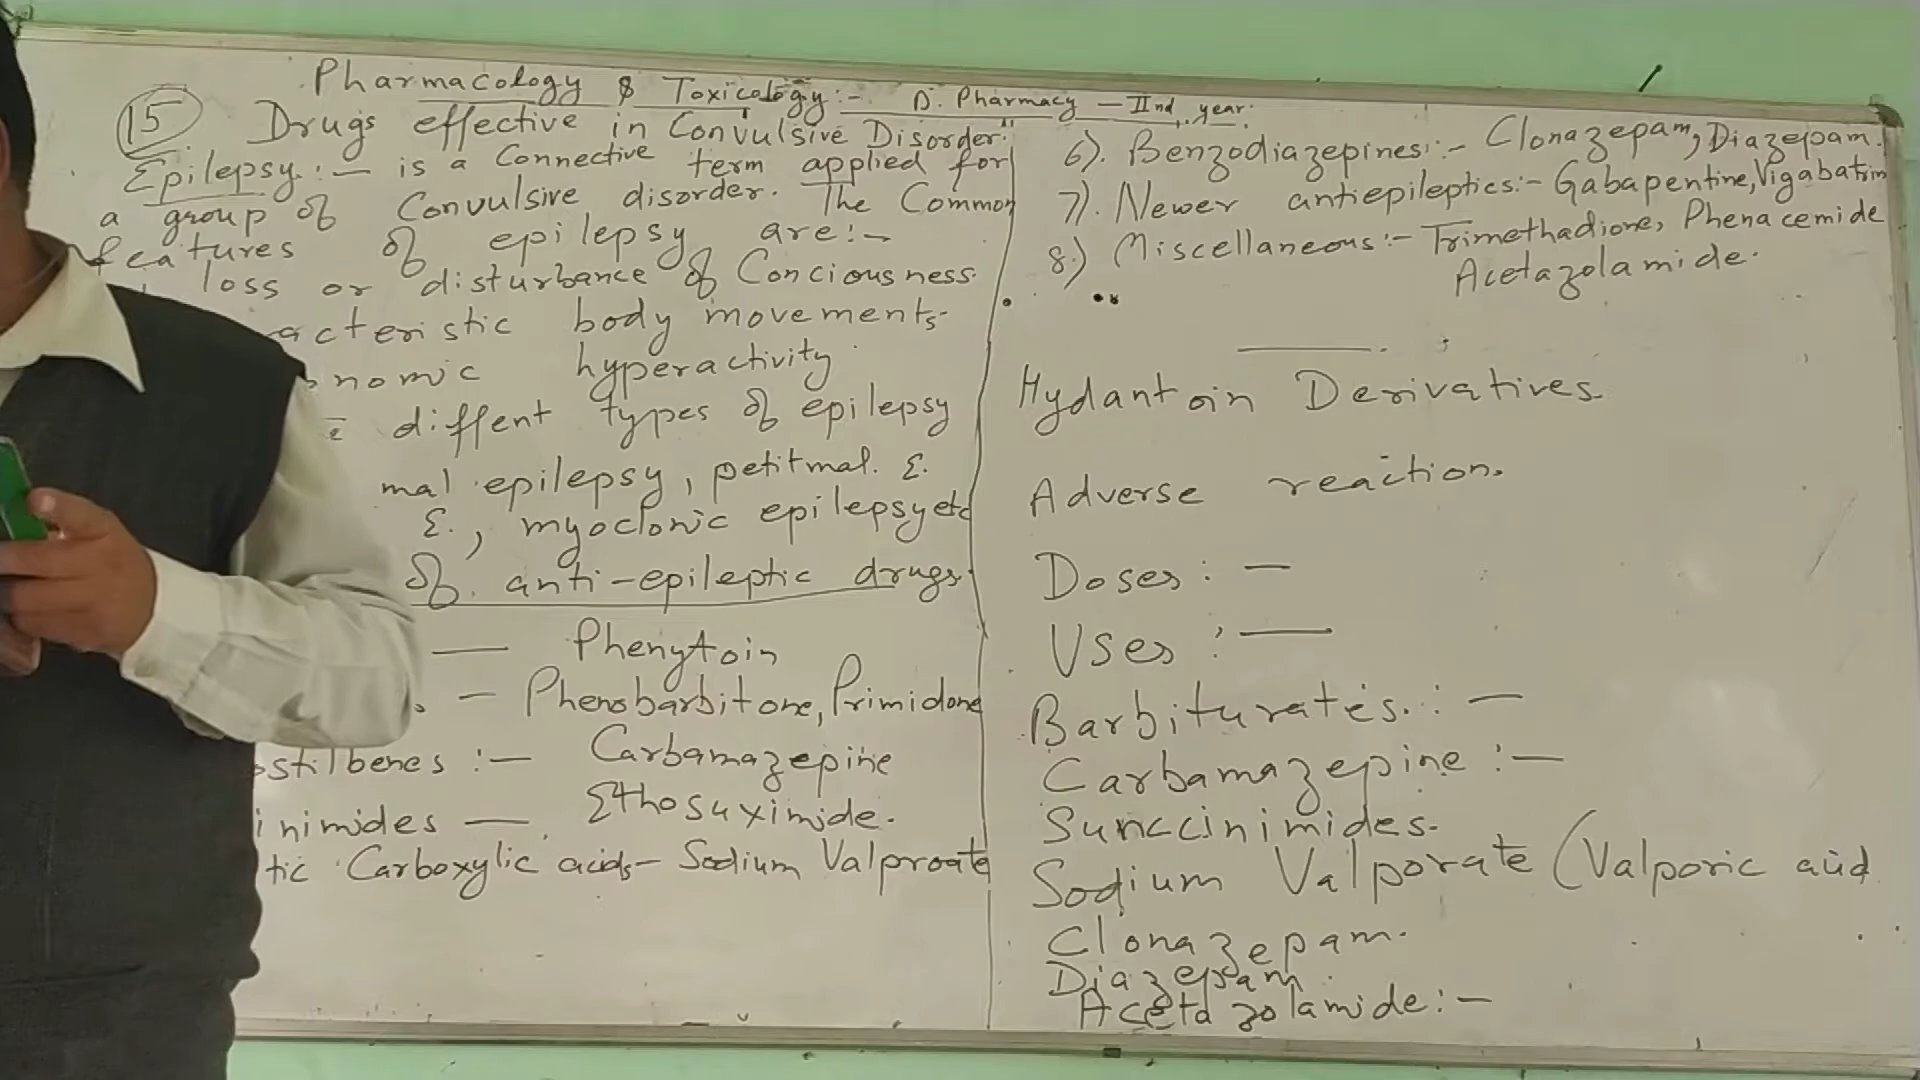 Pharmacology & Toxicology:- D. Pharmacy — IInd year.
15 Drugs effective in Convulsive Disorder:"
Epilepsy:— is a Connective term applied for
a group of Convulsive disorder. The Common
features of epilepsy are:-
loss or disturbance of Conciousness
acteristic body movements
nomic hyperactivity
diffent types of epilepsy
mal epilepsy, petitmal. E.
E., myoclonic epilepsy etc
of anti-epileptic drugs.
— Phenytoin
— Phenobarbitone, Primidone
stilbenes :— Carbamazepine
inimides — Ethosuximide.
tic Carboxylic acids— Sodium Valproate
6). Benzodiazepines:- Clonazepam, Diazepam.
7). Newer antiepileptics:- Gabapentine, Vigabatrin
8.) Miscellaneous:- Trimethadione, Phenacemide
Acetazolamide.
Hydantoin Derivatives
Adverse reaction.
Doses: —
Uses: —
Barbiturates.: —
Carbamazepine :—
Sunccinimides.
Sodium Valporate (Valporic acid
Clonazepam.
Diazepam.
Acetazolamide:—